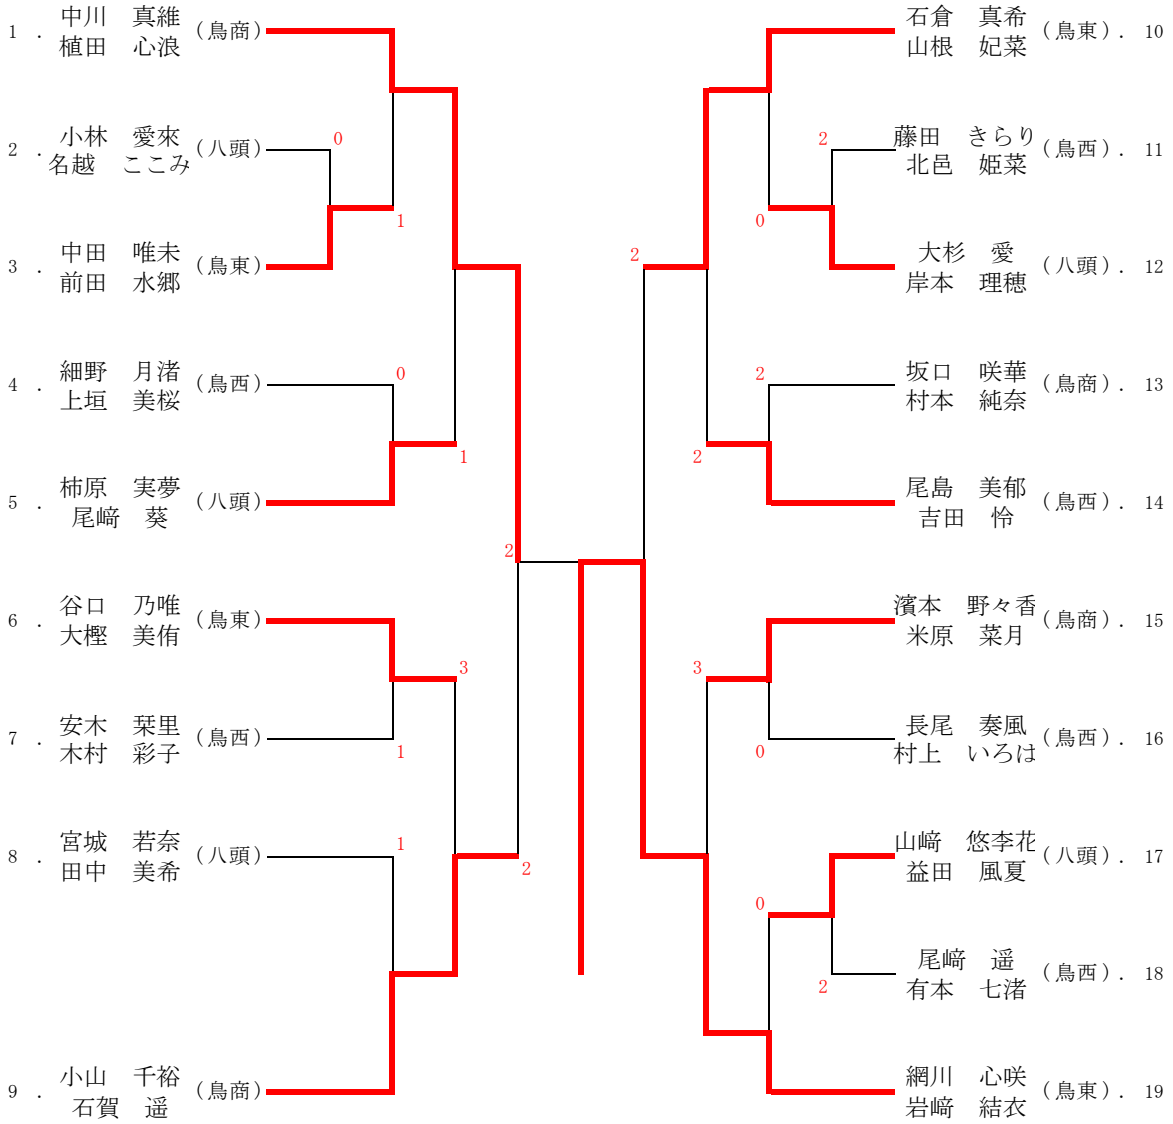 中川 真維
1 . (鳥商)
植田 心浪
小林 愛來
2 . (八頭)
名越 ここみ
0
中田 唯未
3 . (鳥東)
前田 水郷
1
細野 月渚
4 . (鳥西)
上垣 美桜
0
柿原 実夢
5 . (八頭)
尾﨑 葵
1
2
谷口 乃唯
6 . (鳥東)
大樫 美侑
3
安木 栞里
7 . (鳥西)
木村 彩子
1
宮城 若奈
8 . (八頭)
田中 美希
1
2
小山 千裕
9 . (鳥商)
石賀 遥
石倉 真希
(鳥東). 10
山根 妃菜
藤田 きらり
(鳥西). 11
北邑 姫菜
2
0
大杉 愛
(八頭). 12
岸本 理穂
2
坂口 咲華
(鳥商). 13
村本 純奈
2
尾島 美郁
(鳥西). 14
吉田 怜
2
濱本 野々香
(鳥商). 15
米原 菜月
3
長尾 奏風
(鳥西). 16
村上 いろは
0
山﨑 悠李花
(八頭). 17
益田 風夏
0
尾﨑 遥
(鳥西). 18
有本 七渚
2
網川 心咲
(鳥東). 19
岩﨑 結衣